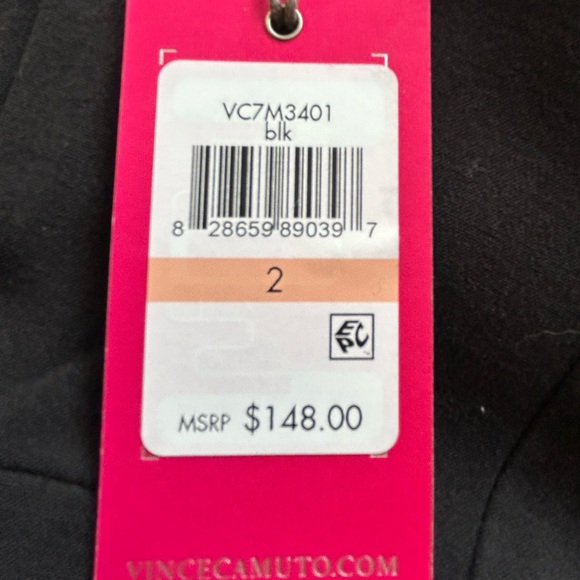 VC7M3401
blk
8 28659 89039 7
2
EPC
MSRP $148.00
VINCECAMUTO.COM